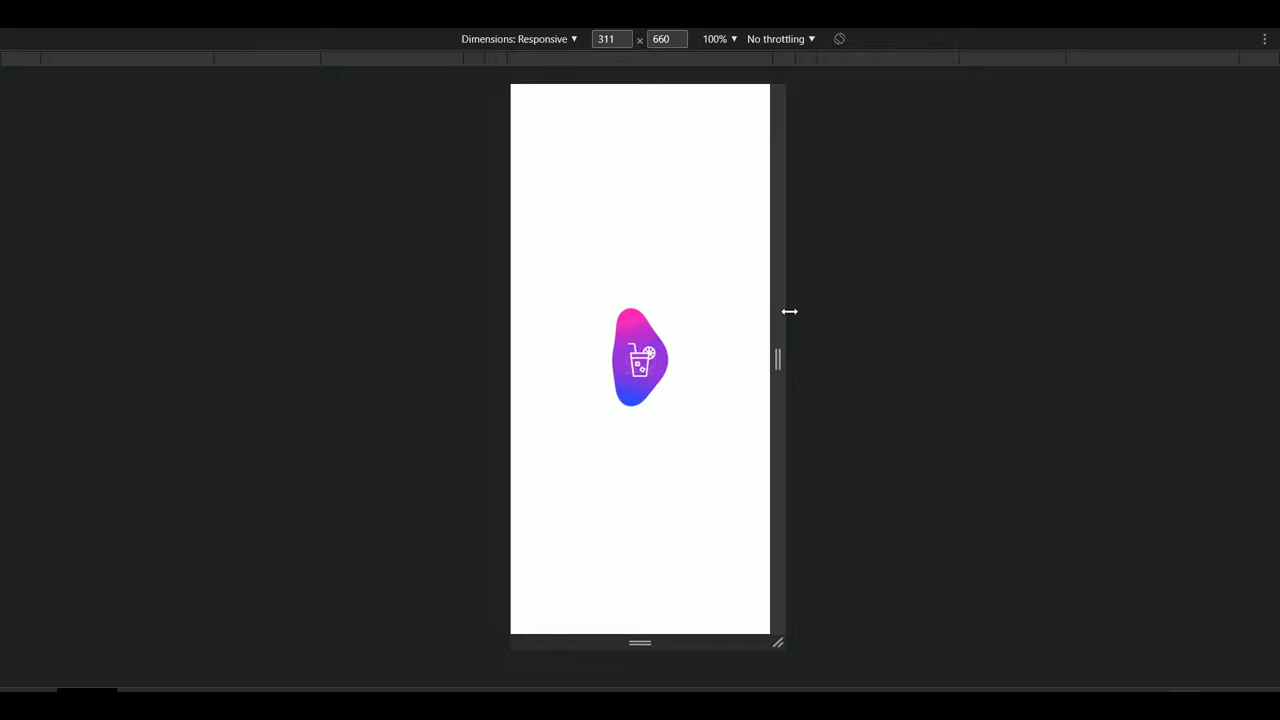 Dimensions: Responsive ▼ 311 × 660 100% ▼ No throttling ▼